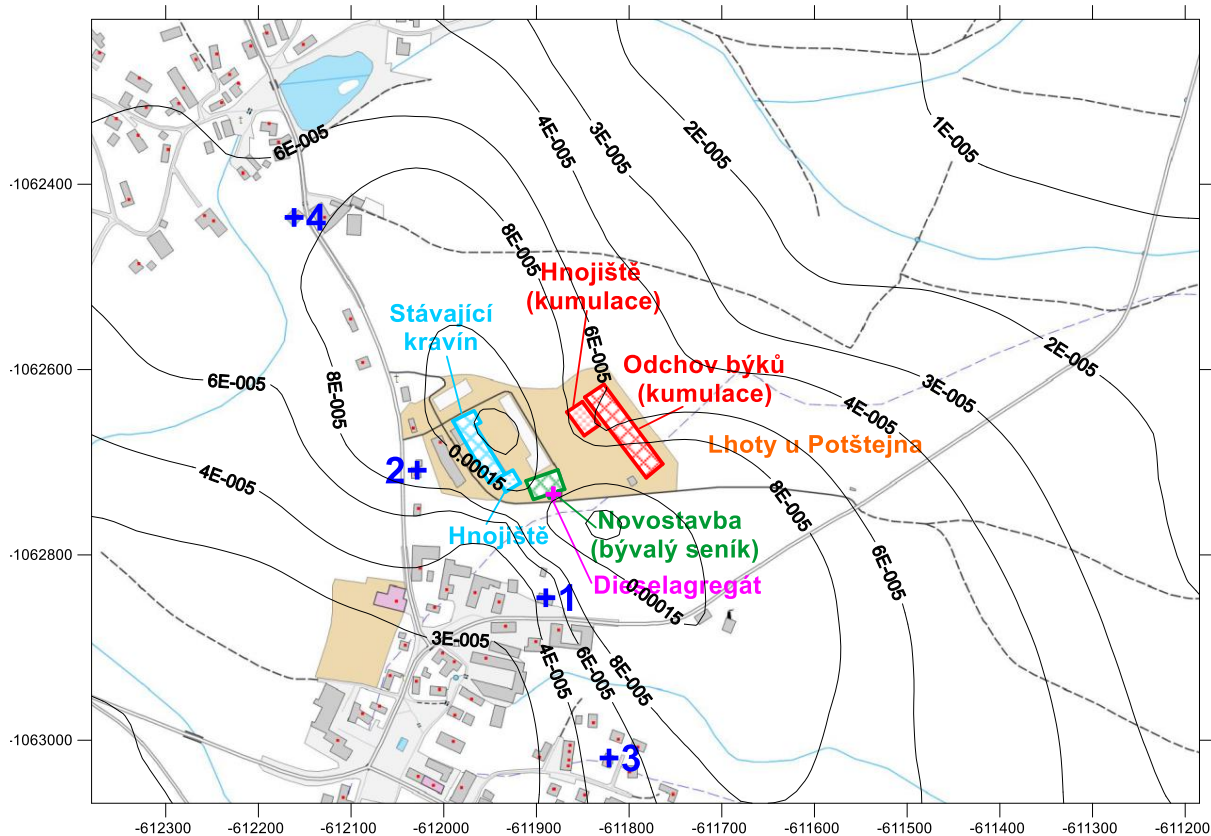 6E-005
4E-005
3E-005
2E-005
1E-005
-1062400
+4
8E-005
Hnojiště
(kumulace)
Stávající
kravín
6E-005
Odchov býků
(kumulace)
2E-005
-1062600
6E-005
8E-005
3E-005
4E-005
Lhoty u Potštejna
2+
0.00015
4E-005
8E-005
Hnojiště
Novostavba
(bývalý seník)
-1062800
6E-005
Dieselagregát
+1
0.00015
3E-005
4E-005
6E-005
8E-005
-1063000
+3
-612300
-612200
-612100
-612000
-611900
-611800
-611700
-611600
-611500
-611400
-611300
-611200